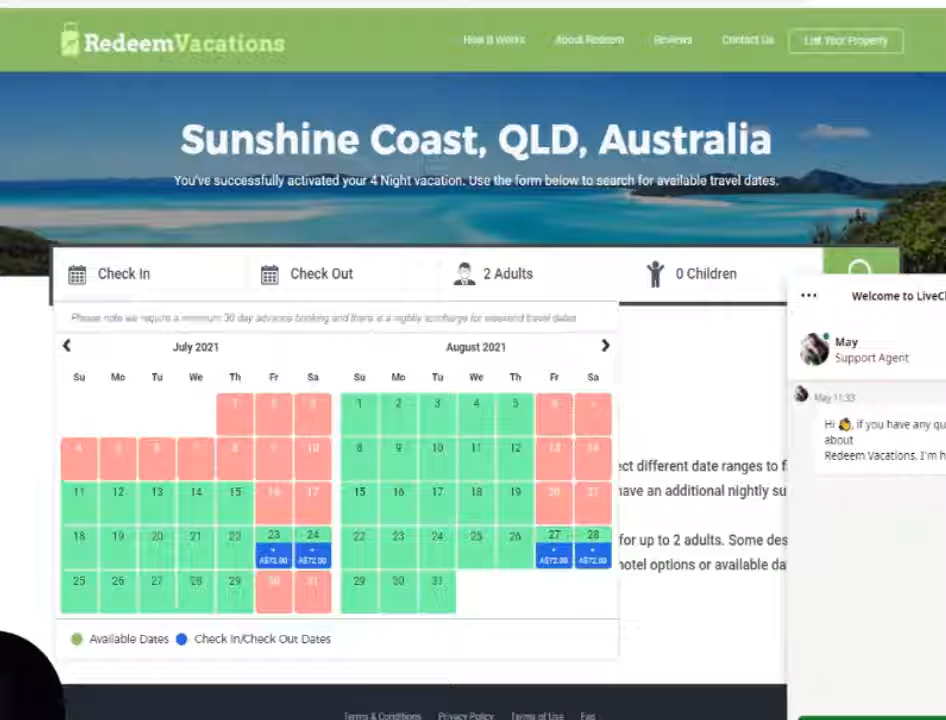 RedeemVacations
How It Works About Redeem Reviews Contact Us List Your Property
Sunshine Coast, QLD, Australia
You've successfully activated your 4 Night vacation. Use the form below to search for available travel dates.
Check In Check Out 2 Adults 0 Children
Please note we require a minimum 30 day advance booking and there is a nightly surcharge for weekend travel dates
July 2021 August 2021
Su Mo Tu We Th Fr Sa Su Mo Tu We Th Fr Sa
1 2 3 1 2 3 4 5 6 7
4 5 6 7 8 9 10 8 9 10 11 12 13 14
11 12 13 14 15 16 17 15 16 17 18 19 20 21
18 19 20 21 22 23 24 22 23 24 25 26 27 28
+ + + +
A$72.00 A$72.00 A$72.00 A$72.00
25 26 27 28 29 30 31 29 30 31
Available Dates Check In/Check Out Dates
ect different date ranges to f
have an additional nightly su
for up to 2 adults. Some des
hotel options or available da
Welcome to LiveCh
May
Support Agent
May 11:33
Hi 👋, if you have any qu
about
Redeem Vacations, I'm h
Terms & Conditions Privacy Policy Terms of Use Faq